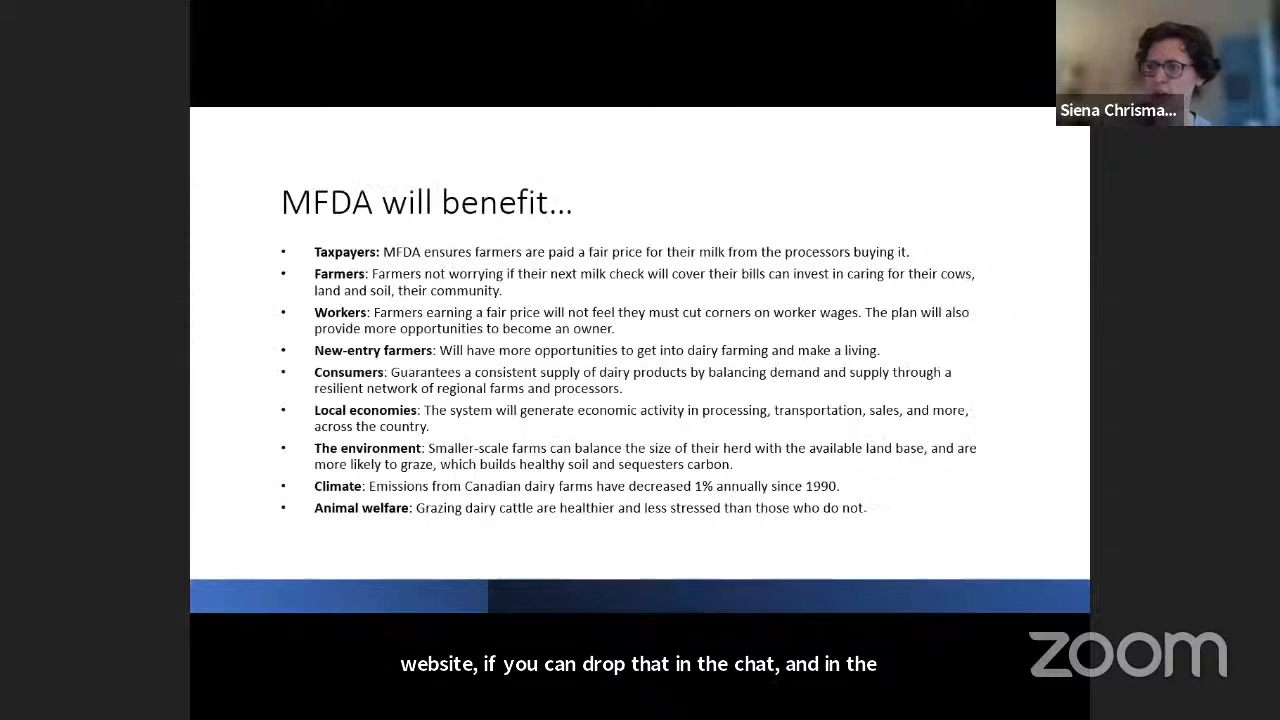 Siena Chrisma...
MFDA will benefit...
• Taxpayers: MFDA ensures farmers are paid a fair price for their milk from the processors buying it.
• Farmers: Farmers not worrying if their next milk check will cover their bills can invest in caring for their cows,
land and soil, their community.
• Workers: Farmers earning a fair price will not feel they must cut corners on worker wages. The plan will also
provide more opportunities to become an owner.
• New-entry farmers: Will have more opportunities to get into dairy farming and make a living.
• Consumers: Guarantees a consistent supply of dairy products by balancing demand and supply through a
resilient network of regional farms and processors.
• Local economies: The system will generate economic activity in processing, transportation, sales, and more,
across the country.
• The environment: Smaller-scale farms can balance the size of their herd with the available land base, and are
more likely to graze, which builds healthy soil and sequesters carbon.
• Climate: Emissions from Canadian dairy farms have decreased 1% annually since 1990.
• Animal welfare: Grazing dairy cattle are healthier and less stressed than those who do not.
website, if you can drop that in the chat, and in the
zoom